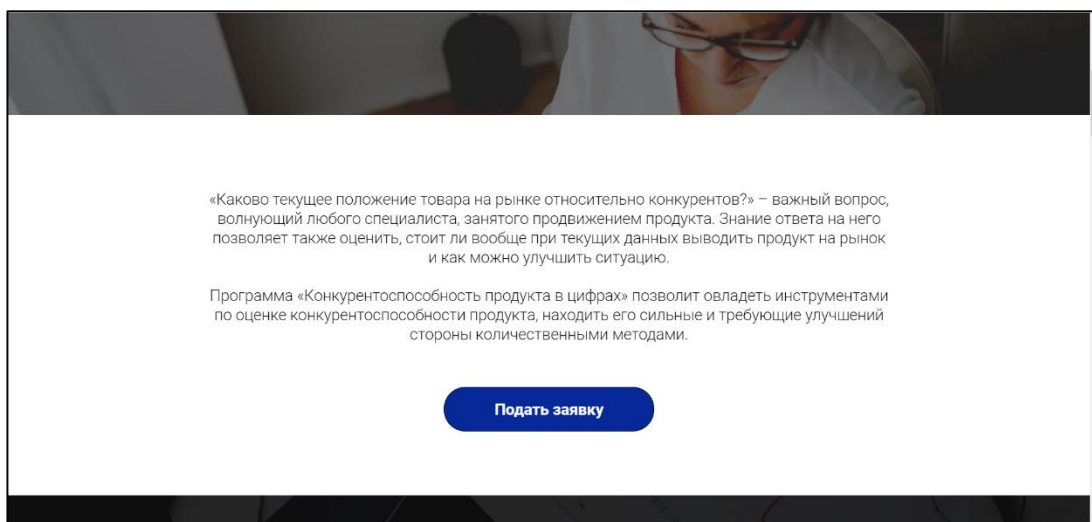 «Каково текущее положение товара на рынке относительно конкурентов?» – важный вопрос,
волнующий любого специалиста, занятого продвижением продукта. Знание ответа на него
позволяет также оценить, стоит ли вообще при текущих данных выводить продукт на рынок
и как можно улучшить ситуацию.
Программа «Конкурентоспособность продукта в цифрах» позволит овладеть инструментами
по оценке конкурентоспособности продукта, находить его сильные и требующие улучшений
стороны количественными методами.
Подать заявку